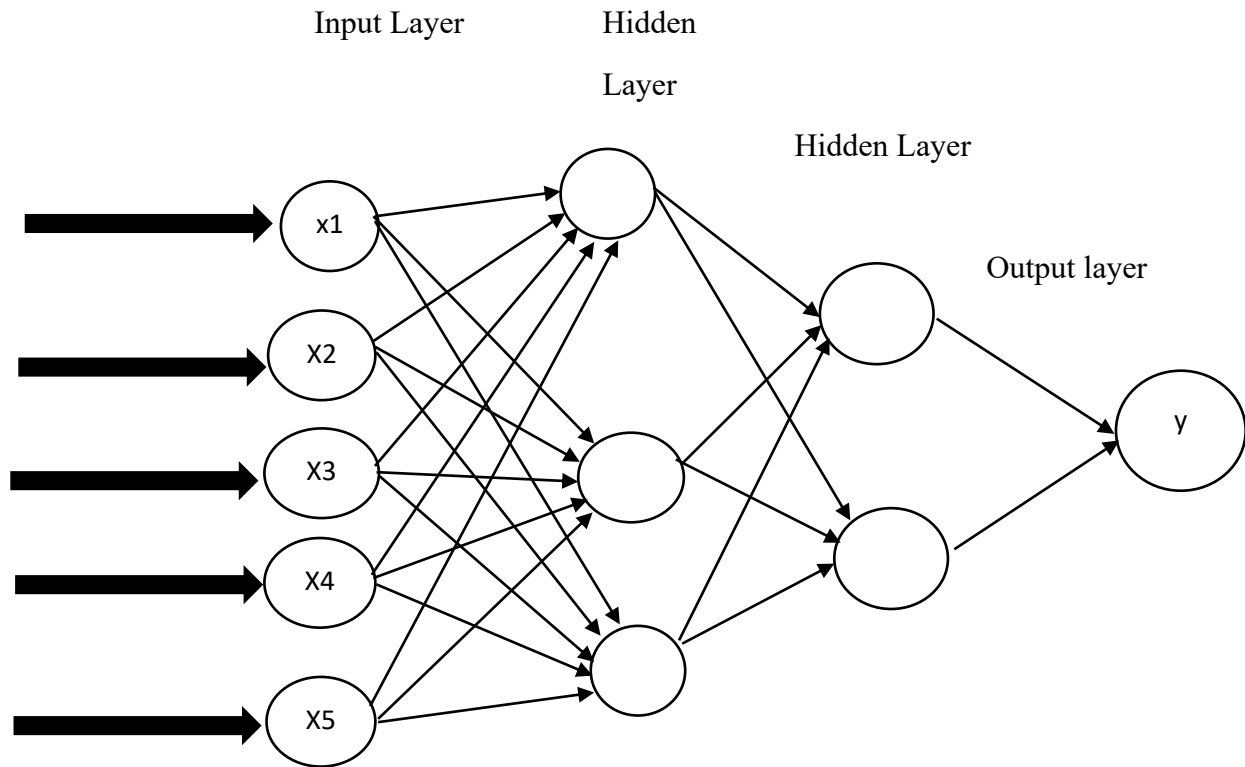 Input Layer
Hidden
Layer
Hidden Layer
Output layer
x1
X2
X3
X4
X5
y